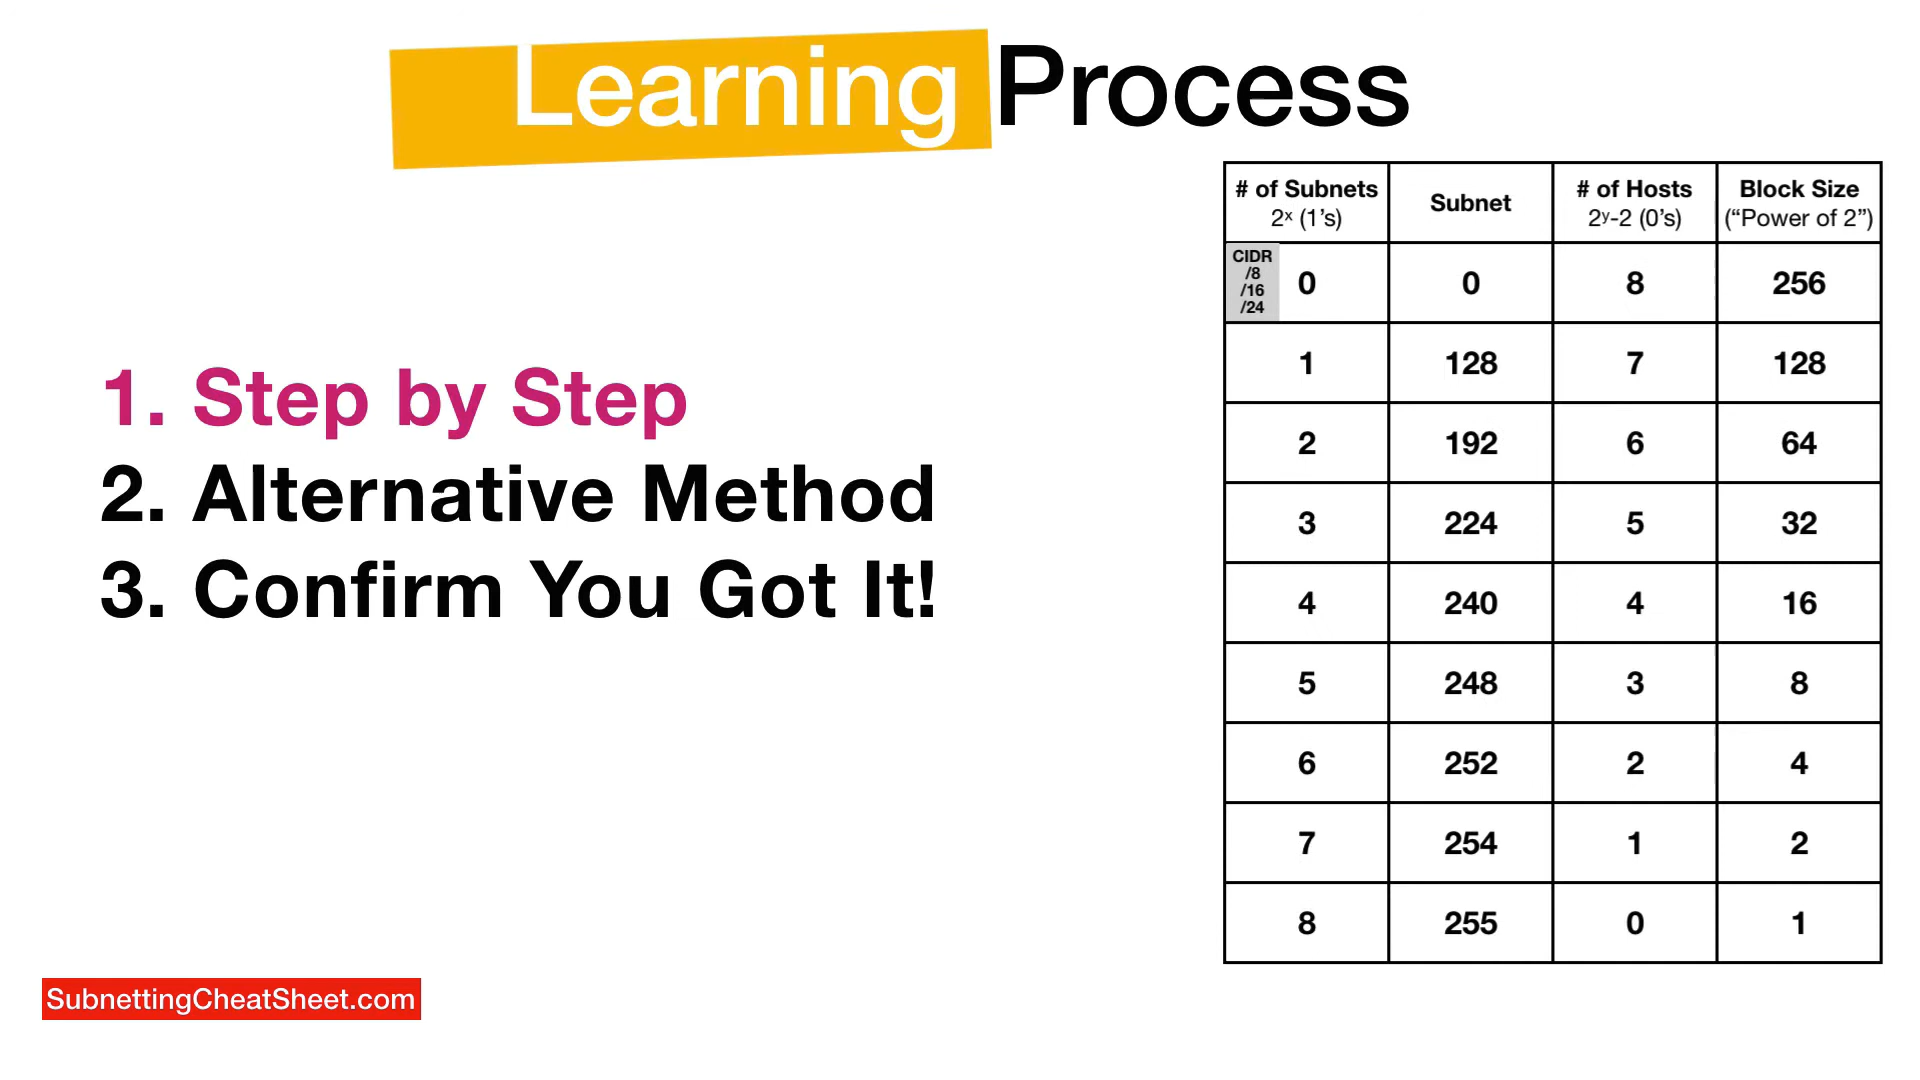 Learning Process
1. Step by Step
2. Alternative Method
3. Confirm You Got It!
# of Subnets Subnet # of Hosts Block Size
2ˣ (1’s) 2ʸ-2 (0’s) (“Power of 2”)
CIDR
/8
/16
/24
0 0 8 256
1 128 7 128
2 192 6 64
3 224 5 32
4 240 4 16
5 248 3 8
6 252 2 4
7 254 1 2
8 255 0 1
SubnettingCheatSheet.com